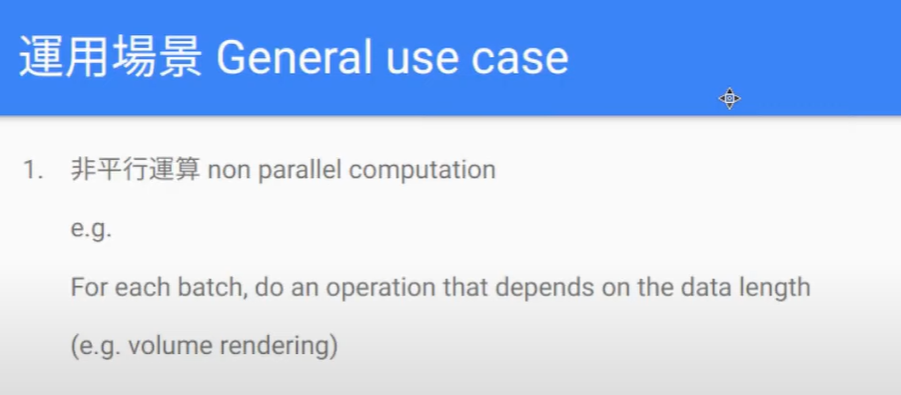 運用場景 General use case
1. 非平行運算 non parallel computation
e.g.
For each batch, do an operation that depends on the data length
(e.g. volume rendering)